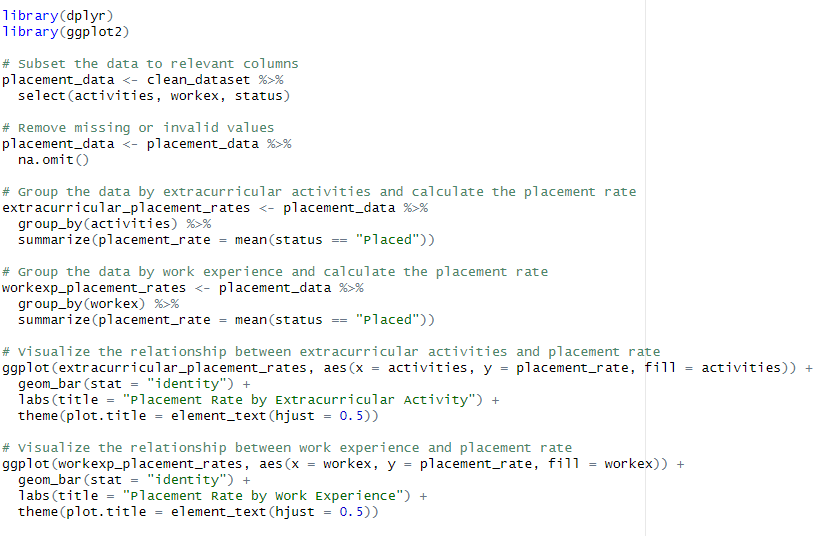 library(dplyr)
library(ggplot2)

# Subset the data to relevant columns
placement_data <- clean_dataset %>%
  select(activities, workex, status)

# Remove missing or invalid values
placement_data <- placement_data %>%
  na.omit()

# Group the data by extracurricular activities and calculate the placement rate
extracurricular_placement_rates <- placement_data %>%
  group_by(activities) %>%
  summarize(placement_rate = mean(status == "Placed"))

# Group the data by work experience and calculate the placement rate
workexp_placement_rates <- placement_data %>%
  group_by(workex) %>%
  summarize(placement_rate = mean(status == "Placed"))

# Visualize the relationship between extracurricular activities and placement rate
ggplot(extracurricular_placement_rates, aes(x = activities, y = placement_rate, fill = activities)) +
  geom_bar(stat = "identity") +
  labs(title = "Placement Rate by Extracurricular Activity") +
  theme(plot.title = element_text(hjust = 0.5))

# Visualize the relationship between work experience and placement rate
ggplot(workexp_placement_rates, aes(x = workex, y = placement_rate, fill = workex)) +
  geom_bar(stat = "identity") +
  labs(title = "Placement Rate by Work Experience") +
  theme(plot.title = element_text(hjust = 0.5))